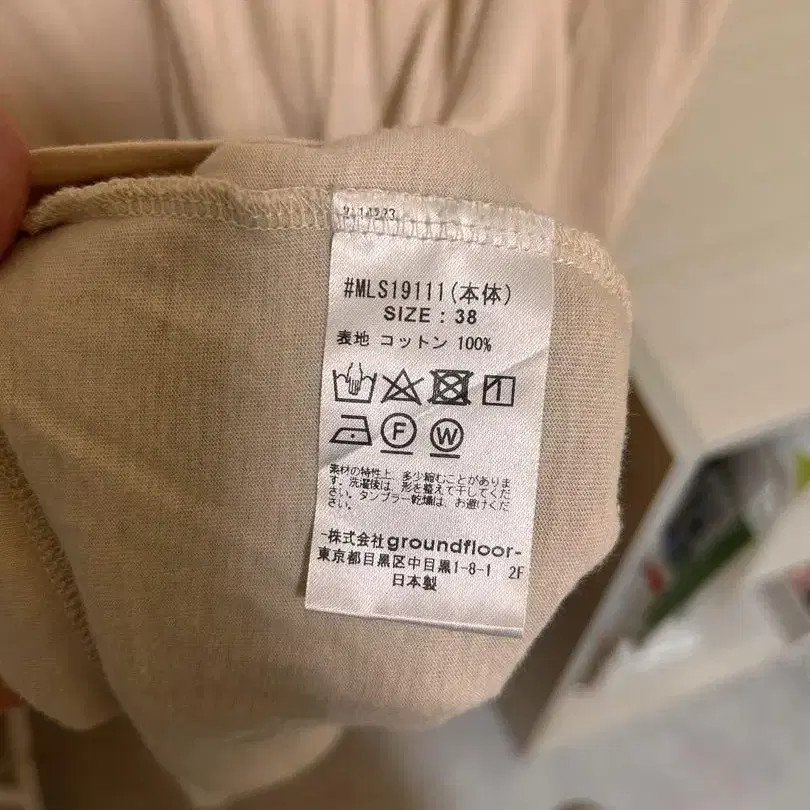 #MLS19111(本体)
SIZE : 38
表地 コットン 100%
F W
素材の特性上、多少縮むことがありま
す。洗濯後は、形を整えて干してくだ
さい。タンブラー乾燥は、お避けくだ
さい。
-株式会社groundfloor-
東京都目黒区中目黒1-8-1 2F
日本製